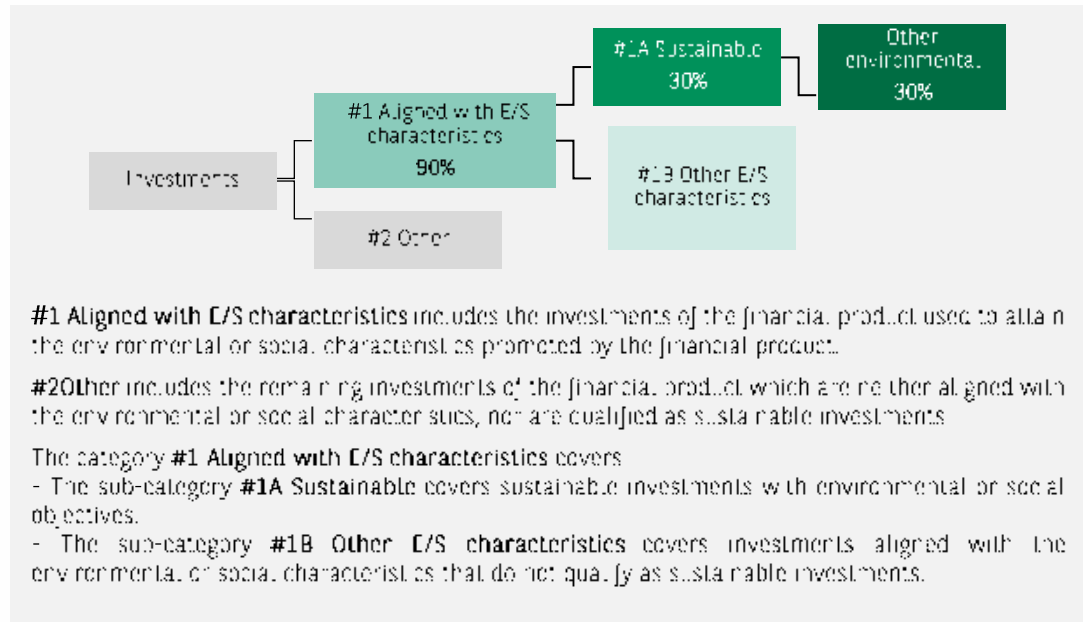 #1A Sustainable
30%
Other
environmental
30%
#1 Aligned with E/S
characteristics
90%
Investments
#1B Other E/S
characteristics
#2 Other
#1 Aligned with E/S characteristics includes the investments of the financial product used to attain
the environmental or social characteristics promoted by the financial product.
#2Other includes the remaining investments of the financial product which are neither aligned with
the environmental or social characteristics, nor are qualified as sustainable investments
The category #1 Aligned with E/S characteristics covers
- The sub-category #1A Sustainable covers sustainable investments with environmental or social
objectives.
- The sub-category #1B Other E/S characteristics covers investments aligned with the
environmental or social characteristics that do not qualify as sustainable investments.